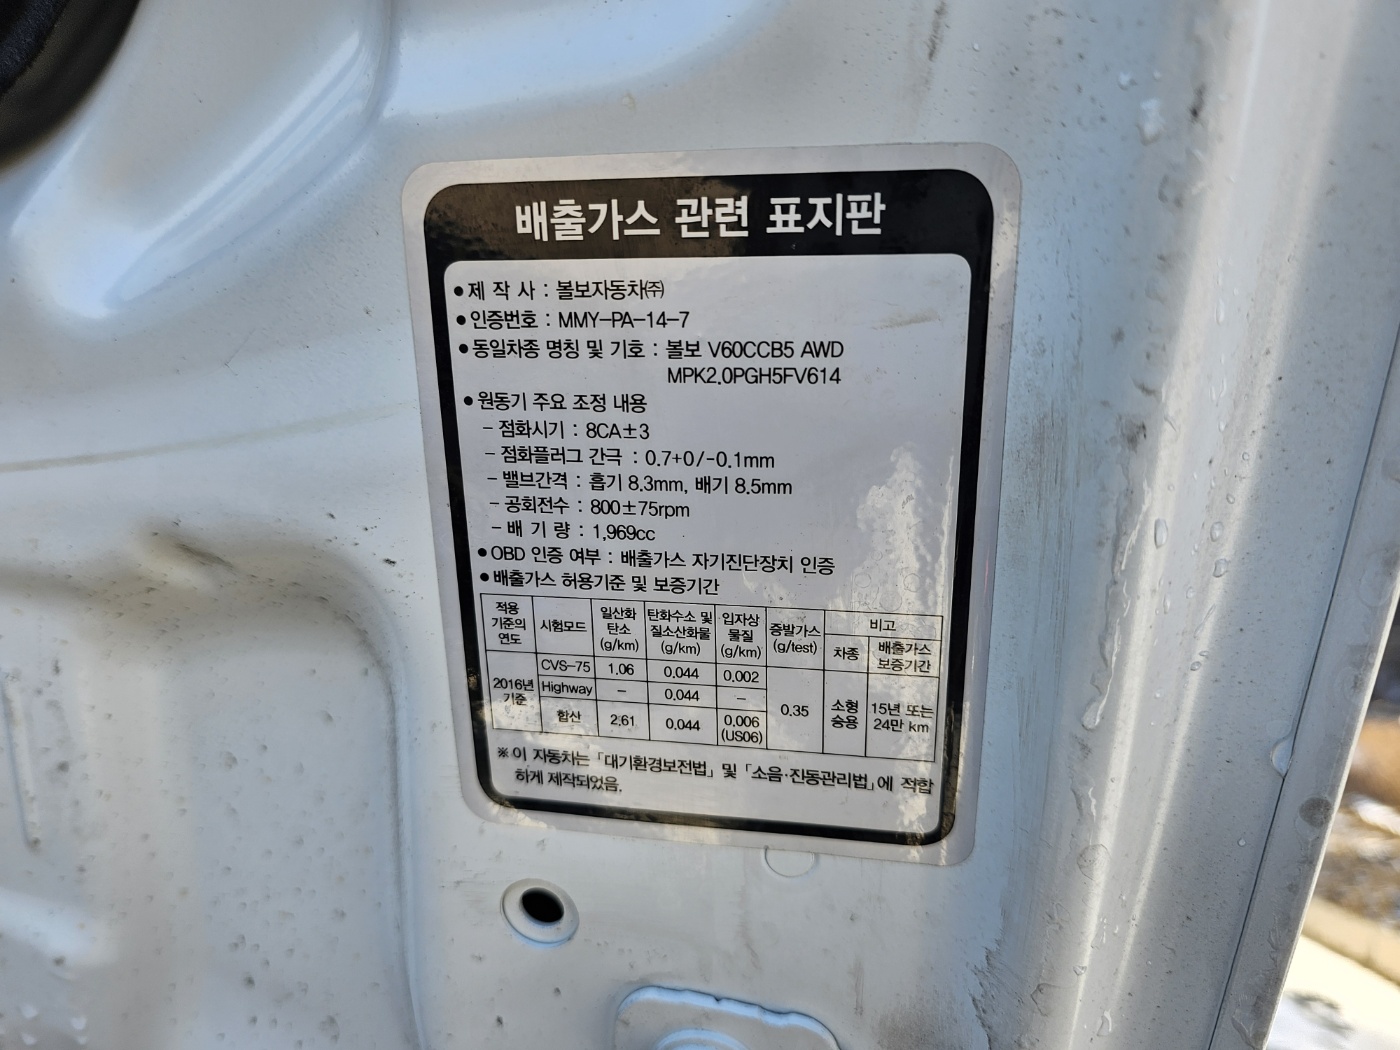 배출가스 관련 표지판
● 제 작 사 : 볼보자동차㈜
● 인증번호 : MMY-PA-14-7
● 동일차종 명칭 및 기호 : 볼보 V60CCB5 AWD
MPK2.0PGH5FV614
● 원동기 주요 조정 내용
- 점화시기 : 8CA±3
- 점화플러그 간극 : 0.7+0/-0.1mm
- 밸브간격 : 흡기 8.3mm, 배기 8.5mm
- 공회전수 : 800±75rpm
- 배 기 량 : 1,969cc
● OBD 인증 여부 : 배출가스 자기진단장치 인증
● 배출가스 허용기준 및 보증기간
적용 기준의 연도 시험모드 일산화 탄소 (g/km) 탄화수소 및 질소산화물 (g/km) 입자상 물질 (g/km) 증발가스 (g/test) 비고
차종 배출가스 보증기간
2016년 기준 CVS-75 1.06 0.044 0.002 0.35 소형 승용 15년 또는 24만 km
Highway - 0.044 -
합산 2.61 0.044 0.006 (US06)
※ 이 자동차는 「대기환경보전법」 및 「소음·진동관리법」에 적합
하게 제작되었음.